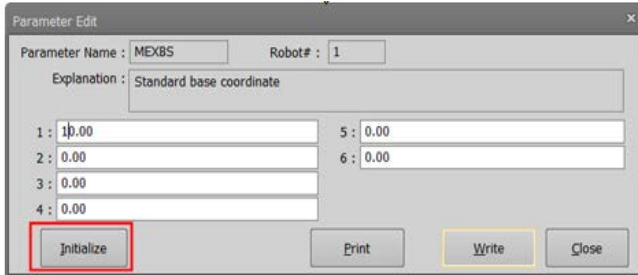 Parameter Edit x
Parameter Name : MEXBS Robot# : 1
Explanation : Standard base coordinate
1 : 10.00 5 : 0.00
2 : 0.00 6 : 0.00
3 : 0.00
4 : 0.00
Initialize Print Write Close